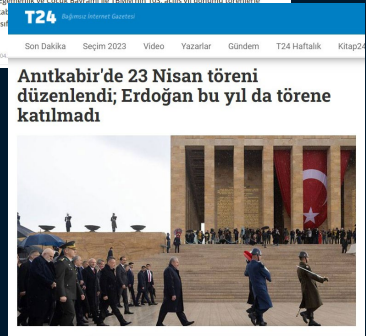 T24 Bağımsız İnternet Gazetesi
Son Dakika Seçim 2023 Video Yazarlar Gündem T24 Haftalık Kitap24
Anıtkabir'de 23 Nisan töreni
düzenlendi; Erdoğan bu yıl da törene
katılmadı